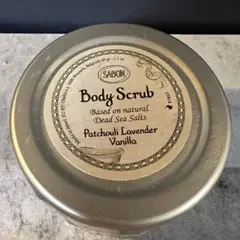 SABON
Body Scrub
Based on natural
Dead Sea Salts
Patchouli Lavender
Vanilla